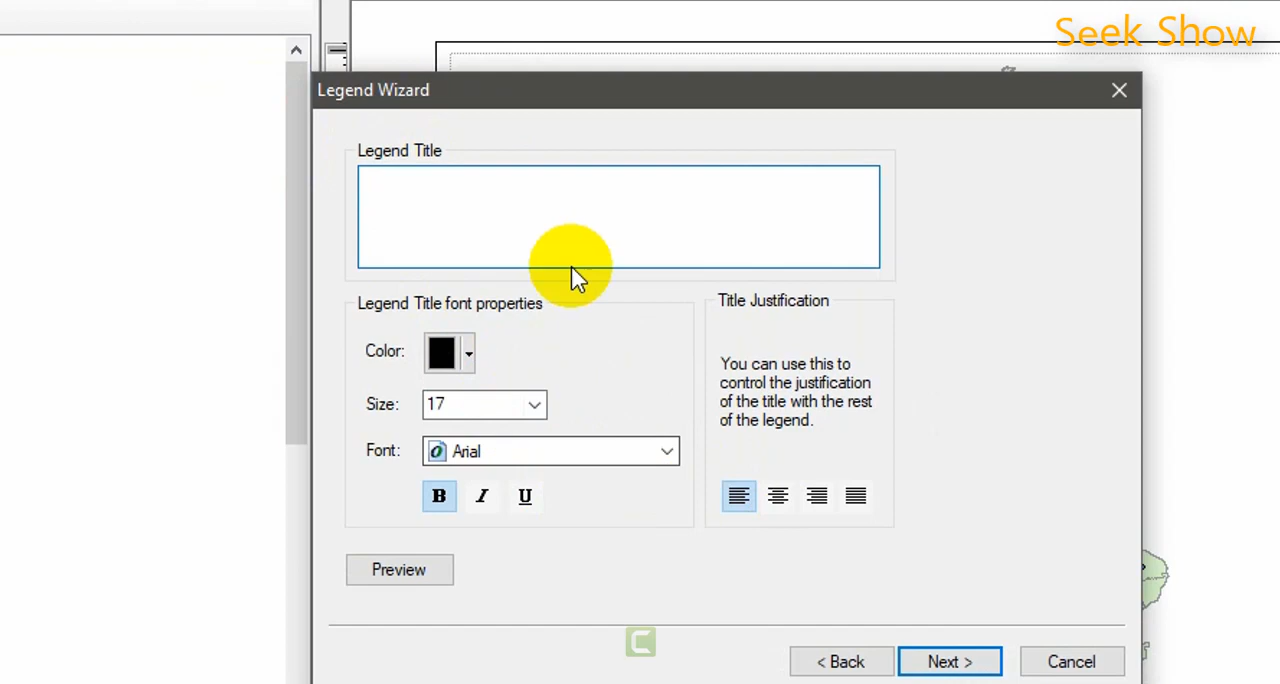 Seek Show
Legend Wizard
Legend Title
Legend Title font properties
Color:
Size:
17
Font:
Arial
B I U
Title Justification
You can use this to
control the justification
of the title with the rest
of the legend.
Preview
< Back
Next >
Cancel